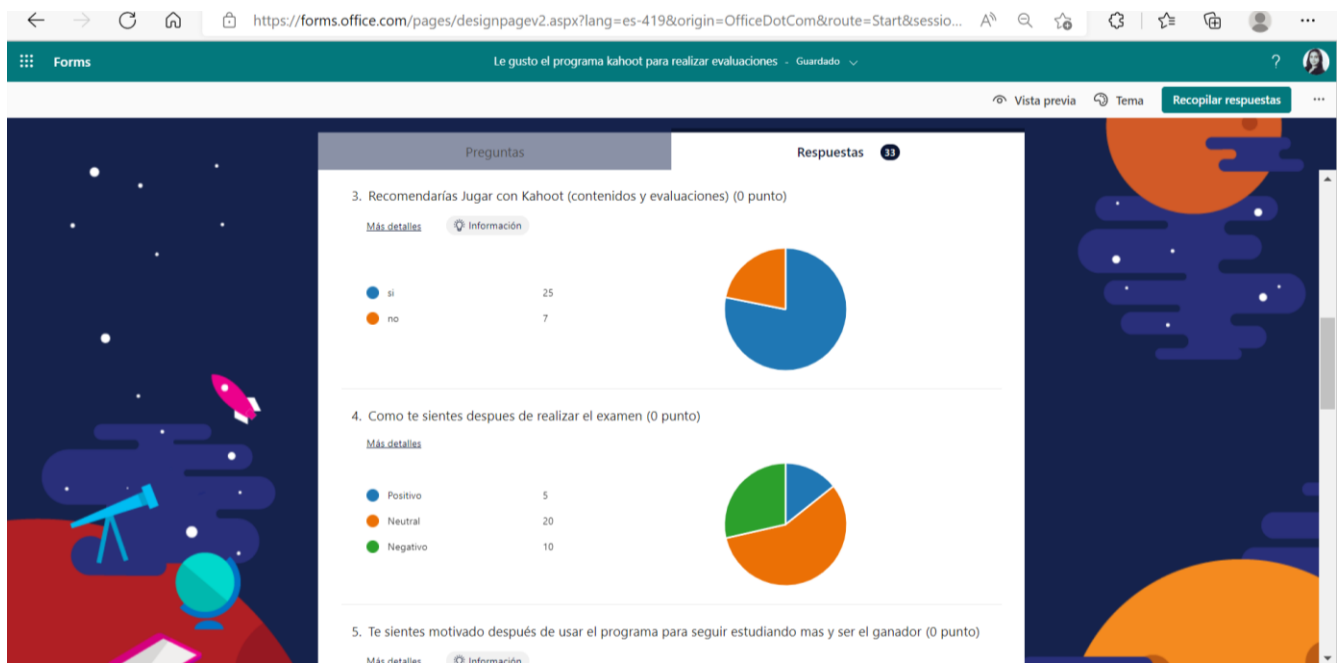 https://forms.office.com/pages/designpagev2.aspx?lang=es-419&origin=OfficeDotCom&route=Start&sessio...
Forms
Le gusto el programa kahoot para realizar evaluaciones - Guardado
?
Vista previa
Tema
Recopilar respuestas
Preguntas
Respuestas 33
3. Recomendarías Jugar con Kahoot (contenidos y evaluaciones) (0 punto)
Más detalles
Información
si 25
no 7
4. Como te sientes despues de realizar el examen (0 punto)
Más detalles
Positivo 5
Neutral 20
Negativo 10
5. Te sientes motivado después de usar el programa para seguir estudiando mas y ser el ganador (0 punto)
Más detalles
Información